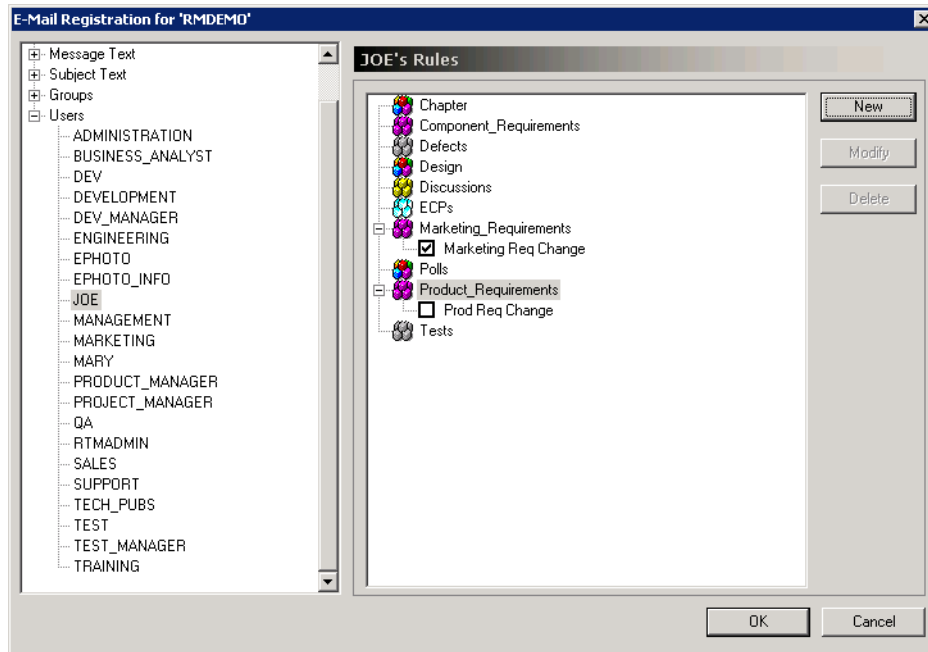 E-Mail Registration for 'RMDEMO'
Message Text
Subject Text
Groups
Users
ADMINISTRATION
BUSINESS_ANALYST
DEV
DEVELOPMENT
DEV_MANAGER
ENGINEERING
EPHOTO
EPHOTO_INFO
JOE
MANAGEMENT
MARKETING
MARY
PRODUCT_MANAGER
PROJECT_MANAGER
QA
RTMADMIN
SALES
SUPPORT
TECH_PUBS
TEST
TEST_MANAGER
TRAINING
JOE's Rules
Chapter
Component_Requirements
Defects
Design
Discussions
ECPs
Marketing_Requirements
Marketing Req Change
Polls
Product_Requirements
Prod Req Change
Tests
New
Modify
Delete
OK
Cancel